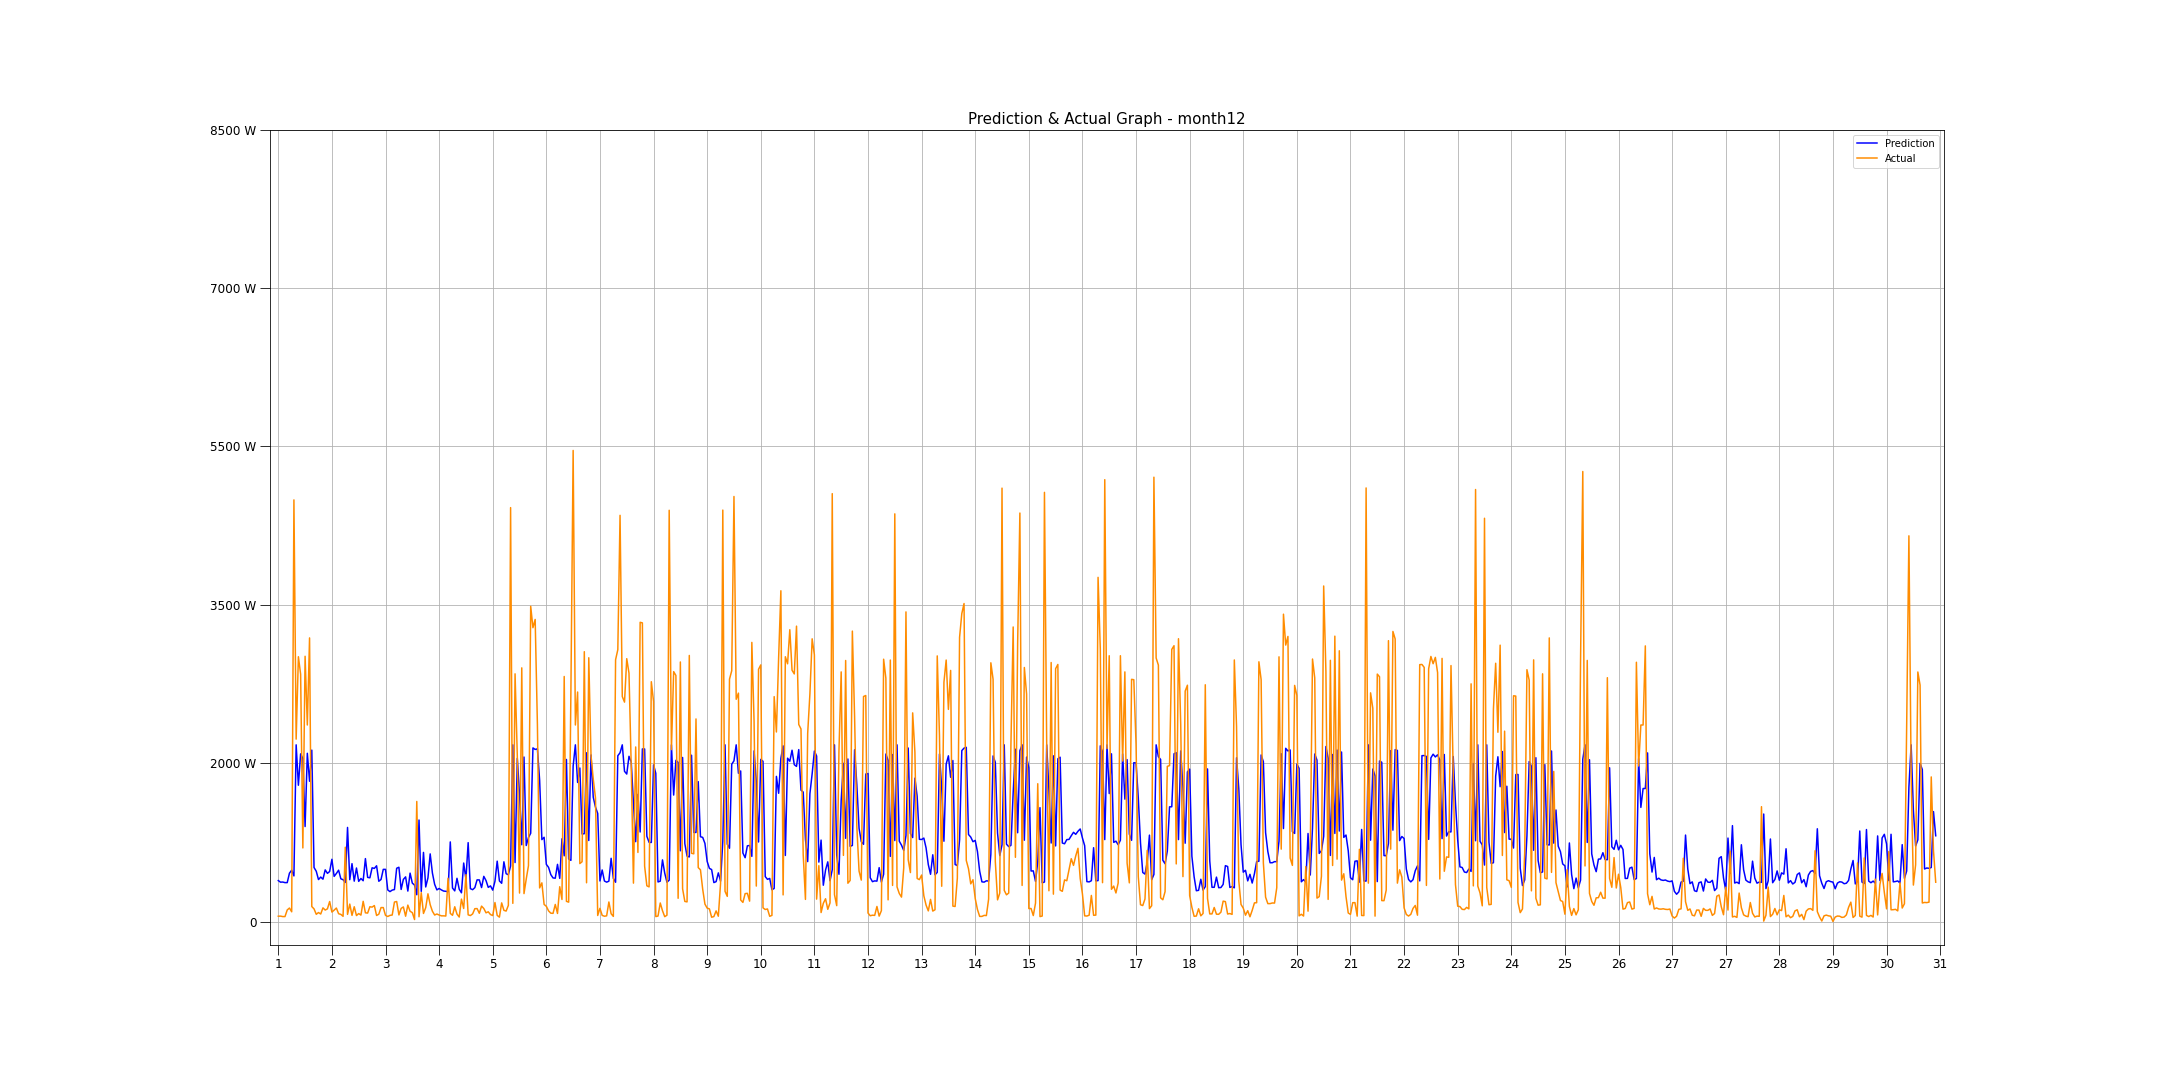 Prediction & Actual Graph - month12
8500 W
7000 W
5500 W
3500 W
2000 W
0
Prediction
Actual
1 2 3 4 5 6 7 8 9 10 11 12 13 14 15 16 17 18 19 20 21 22 23 24 25 26 27 27 28 29 30 31